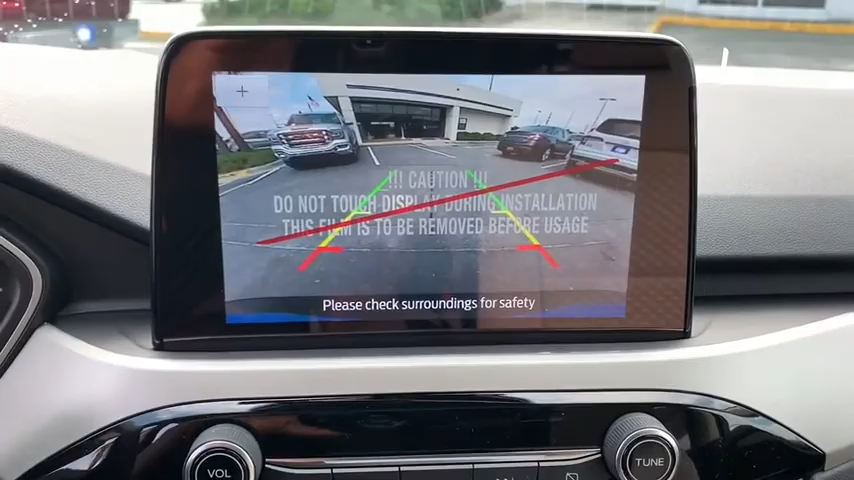 !!! CAUTION !!!
DO NOT TOUCH DISPLAY DURING INSTALLATION
THIS FILM IS TO BE REMOVED BEFORE USAGE
Please check surroundings for safety
VOL
TUNE